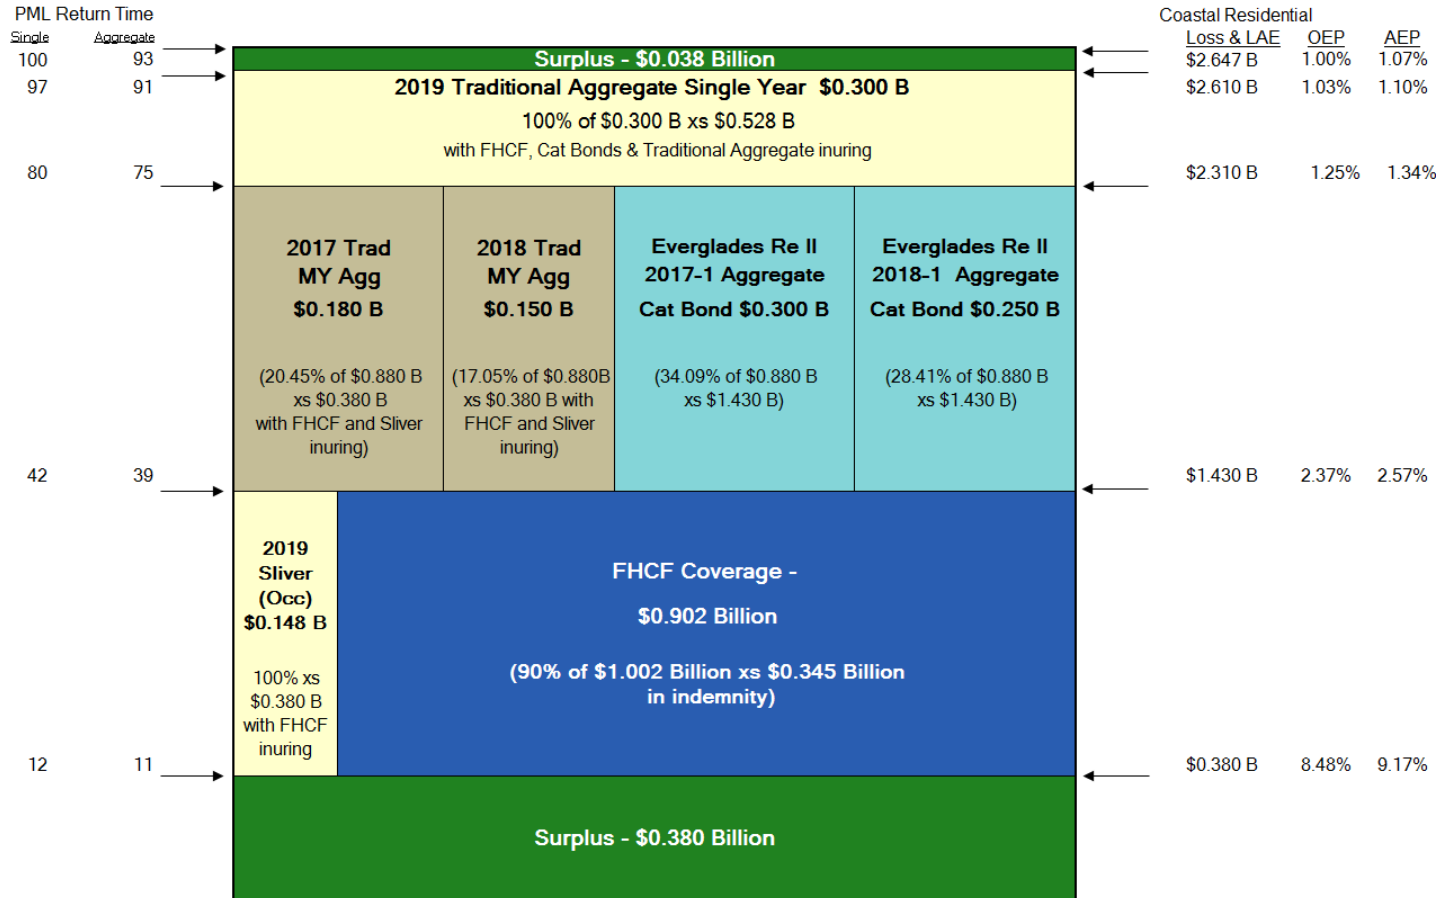 PML Return Time
Single Aggregate
100 93
97 91
80 75
42 39
12 11
Surplus - $0.038 Billion
2019 Traditional Aggregate Single Year $0.300 B
100% of $0.300 B xs $0.528 B
with FHCF, Cat Bonds & Traditional Aggregate inuring
2017 Trad
MY Agg
$0.180 B
(20.45% of $0.880 B
xs $0.380 B
with FHCF and Sliver
inuring)
2018 Trad
MY Agg
$0.150 B
(17.05% of $0.880B
xs $0.380 B with
FHCF and Sliver
inuring)
Everglades Re II
2017-1 Aggregate
Cat Bond $0.300 B
(34.09% of $0.880 B
xs $1.430 B)
Everglades Re II
2018-1 Aggregate
Cat Bond $0.250 B
(28.41% of $0.880 B
xs $1.430 B)
2019
Sliver
(Occ)
$0.148 B
100% xs
$0.380 B
with FHCF
inuring
FHCF Coverage -
$0.902 Billion
(90% of $1.002 Billion xs $0.345 Billion
in indemnity)
Surplus - $0.380 Billion
Coastal Residential
Loss & LAE OEP AEP
$2.647 B 1.00% 1.07%
$2.610 B 1.03% 1.10%
$2.310 B 1.25% 1.34%
$1.430 B 2.37% 2.57%
$0.380 B 8.48% 9.17%